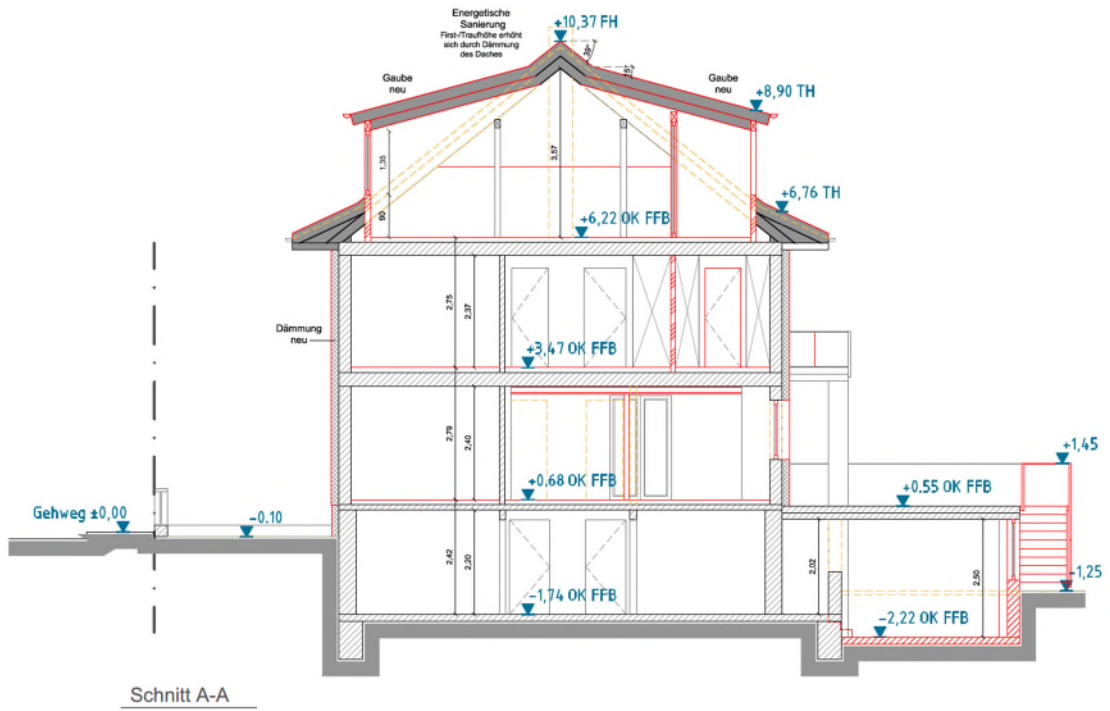 Energetische
Sanierung
First-/Traufhöhe erhöht
sich durch Dämmung
des Daches
+10,37 FH
35°
15°
Gaube
neu
Gaube
neu
+8,90 TH
1,35
3,57
+6,76 TH
90
+6,22 OK FFB
2,75
2,37
Dämmung
neu
+3,47 OK FFB
2,79
2,40
+1,45
+0,68 OK FFB
+0.55 OK FFB
Gehweg ±0,00
-0.10
2,42
2,20
2,02
2,50
-1,25
-1,74 OK FFB
-2,22 OK FFB
Schnitt A-A